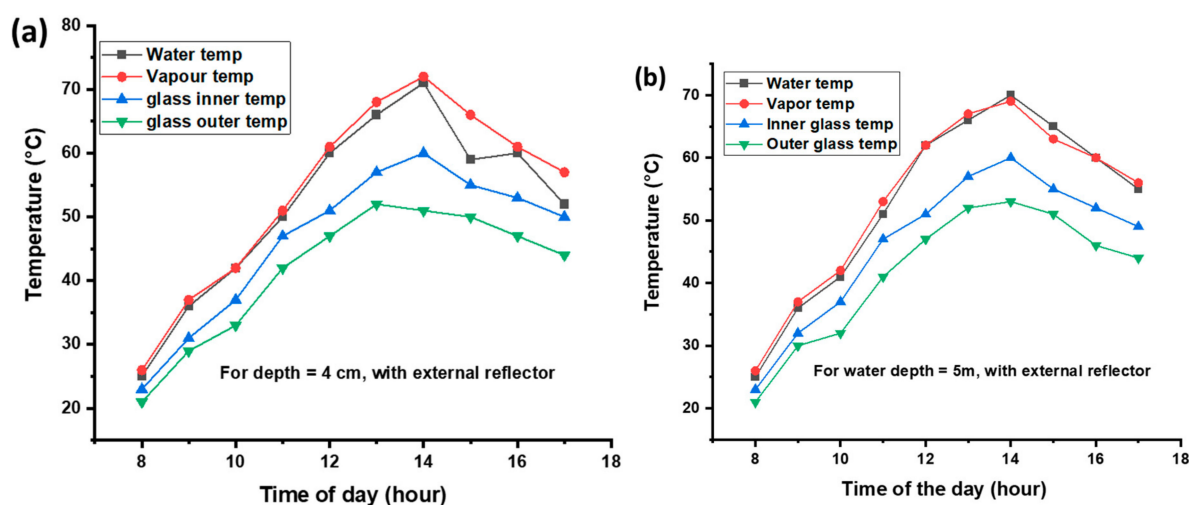 (a)
Water temp
Vapour temp
glass inner temp
glass outer temp
Temperature (°C)
80
70
60
50
40
30
20
For depth = 4 cm, with external reflector
8 10 12 14 16 18
Time of day (hour)
(b)
Water temp
Vapor temp
Inner glass temp
Outer glass temp
Temperature (°C)
70
60
50
40
30
20
For water depth = 5m, with external reflector
8 10 12 14 16 18
Time of the day (hour)